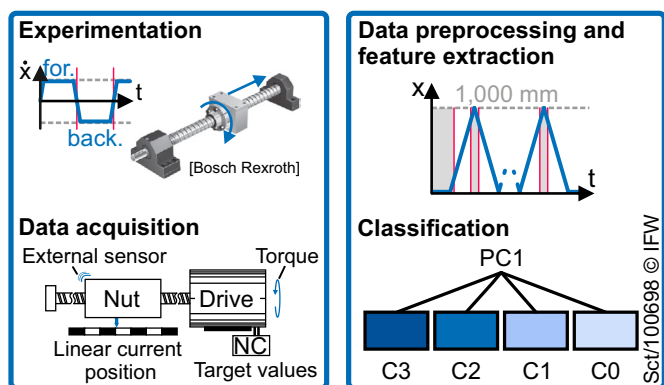 Experimentation
ẋ
for.
t
back.
[Bosch Rexroth]
Data acquisition
External sensor
Torque
Nut
Drive
NC
Linear current
position
Target values
Data preprocessing and
feature extraction
x
1,000 mm
t
Classification
PC1
C3 C2 C1 C0
Sct/100698 © IFW